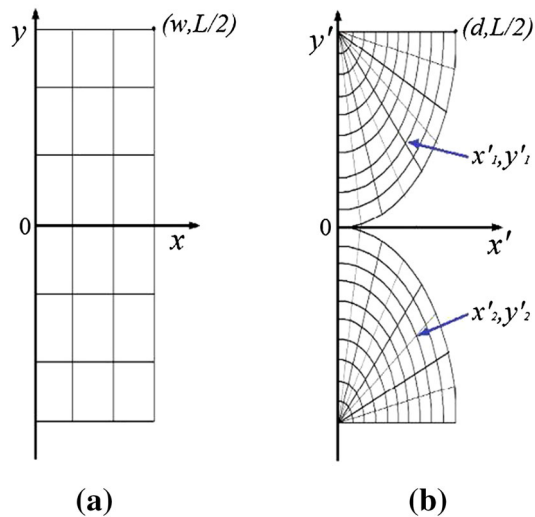 y (w,L/2)
0
x
(a)
y' (d,L/2)
x'₁,y'₁
0
x'
x'₂,y'₂
(b)